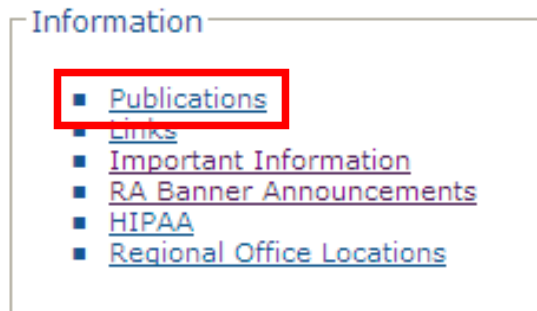 Information
Publications
Links
Important Information
RA Banner Announcements
HIPAA
Regional Office Locations